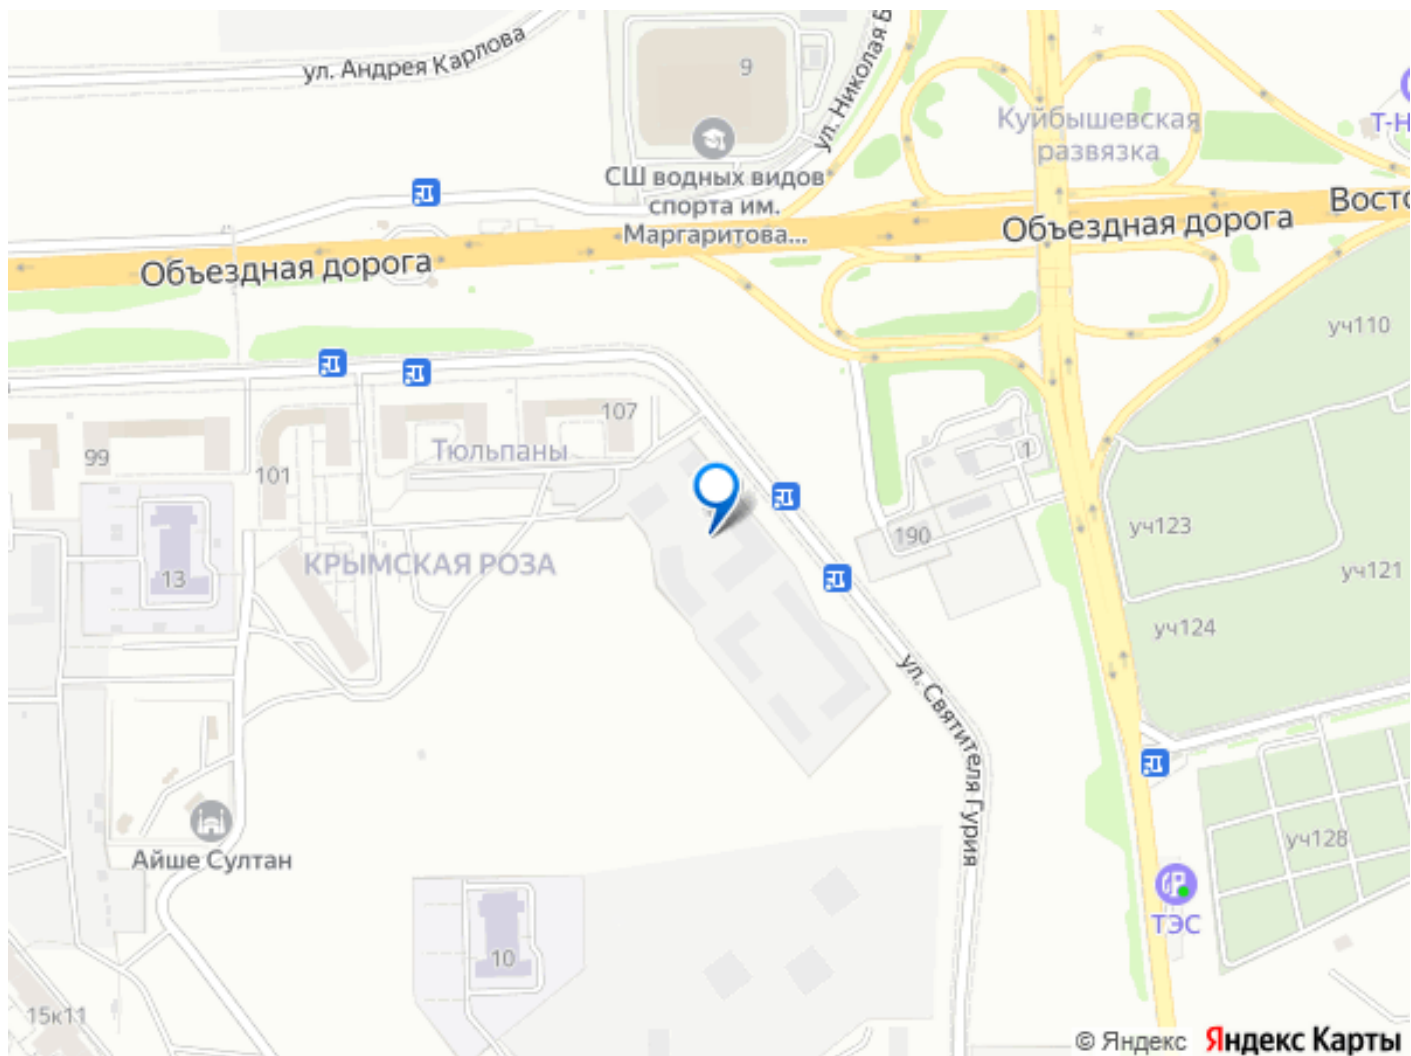 ул. Андрея Карлова
9
ул. Николая
Куйбышевская
развязка
СШ водных видов
спорта им.
Маргаритова...
Объездная дорога
Объездная дорога
уч110
107
Тюльпаны
99
101
1
190
уч123
КРЫМСКАЯ РОЗА
13
уч121
уч124
ул. Святителя Гурия
Айше Султан
уч128
ТЭС
10
15к11
© Яндекс
Яндекс Карты